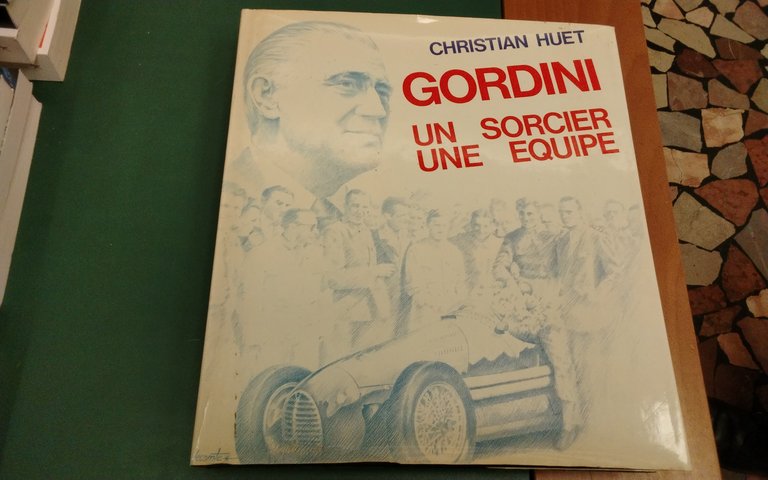 CHRISTIAN HUET
GORDINI
UN SORCIER
UNE EQUIPE